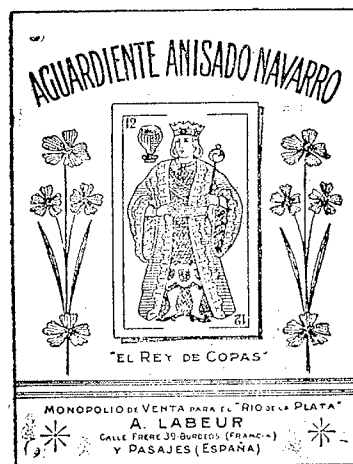 AGUARDIENTE ANISADO NAVARRO
12
12
"EL REY DE COPAS"
MONOPOLIO DE VENTA PARA EL "RIO DE LA PLATA"
A. LABEUR
CALLE FRERE 39-BURDEOS (FRANCIA)
Y PASAJES (ESPAÑA)